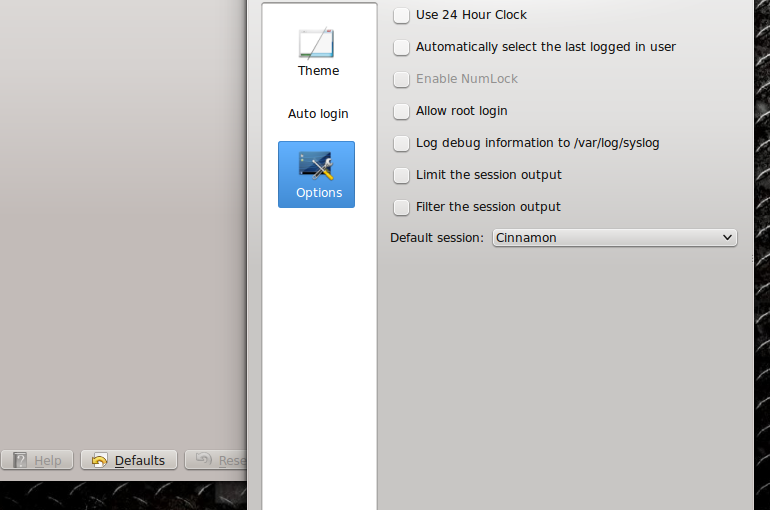 Theme
Auto login
Options
Use 24 Hour Clock
Automatically select the last logged in user
Enable NumLock
Allow root login
Log debug information to /var/log/syslog
Limit the session output
Filter the session output
Default session: Cinnamon
Help Defaults Rese